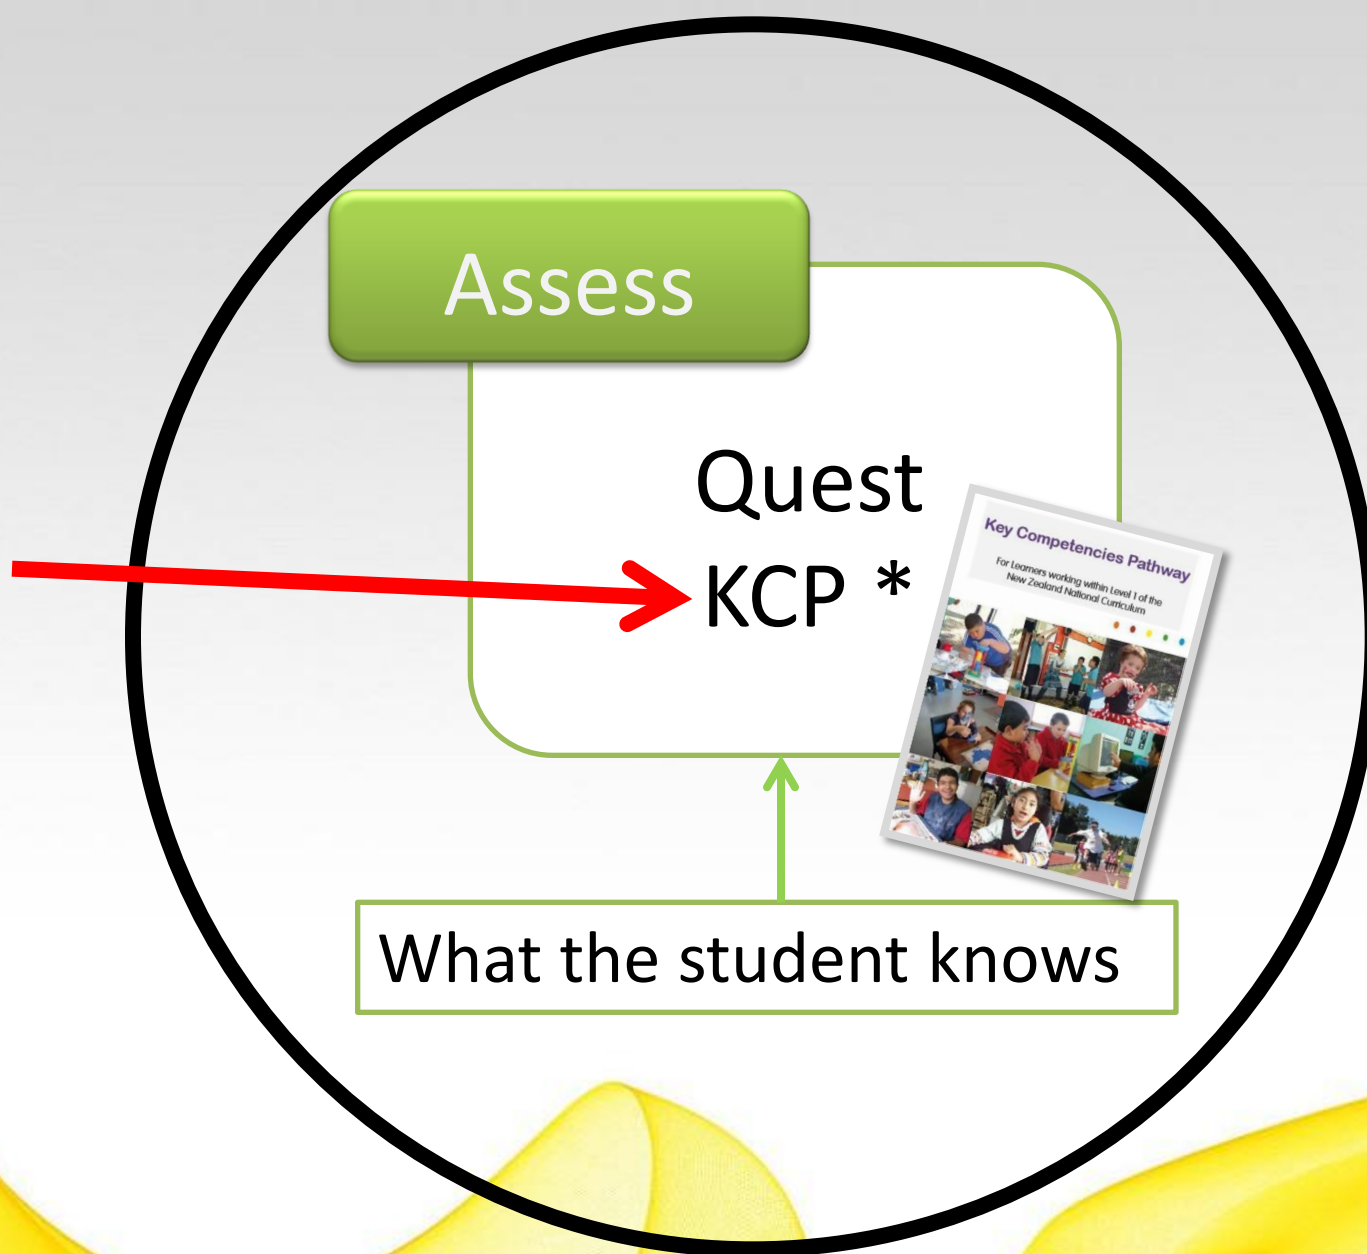 Assess
Quest
KCP *
Key Competencies Pathway
For Learners working within Level 1 of the
New Zealand National Curriculum
What the student knows